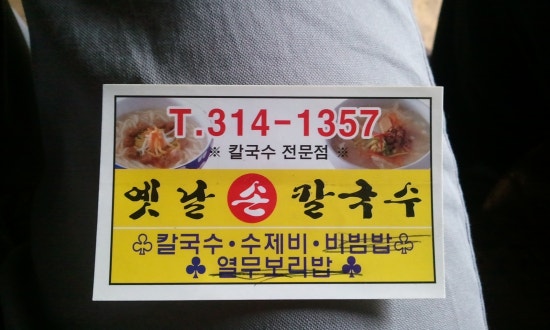 T.314-1357
※ 칼국수 전문점 ※
옛날 손 칼국수
♧칼국수·수제비·비빔밥♧
♣열무보리밥♣